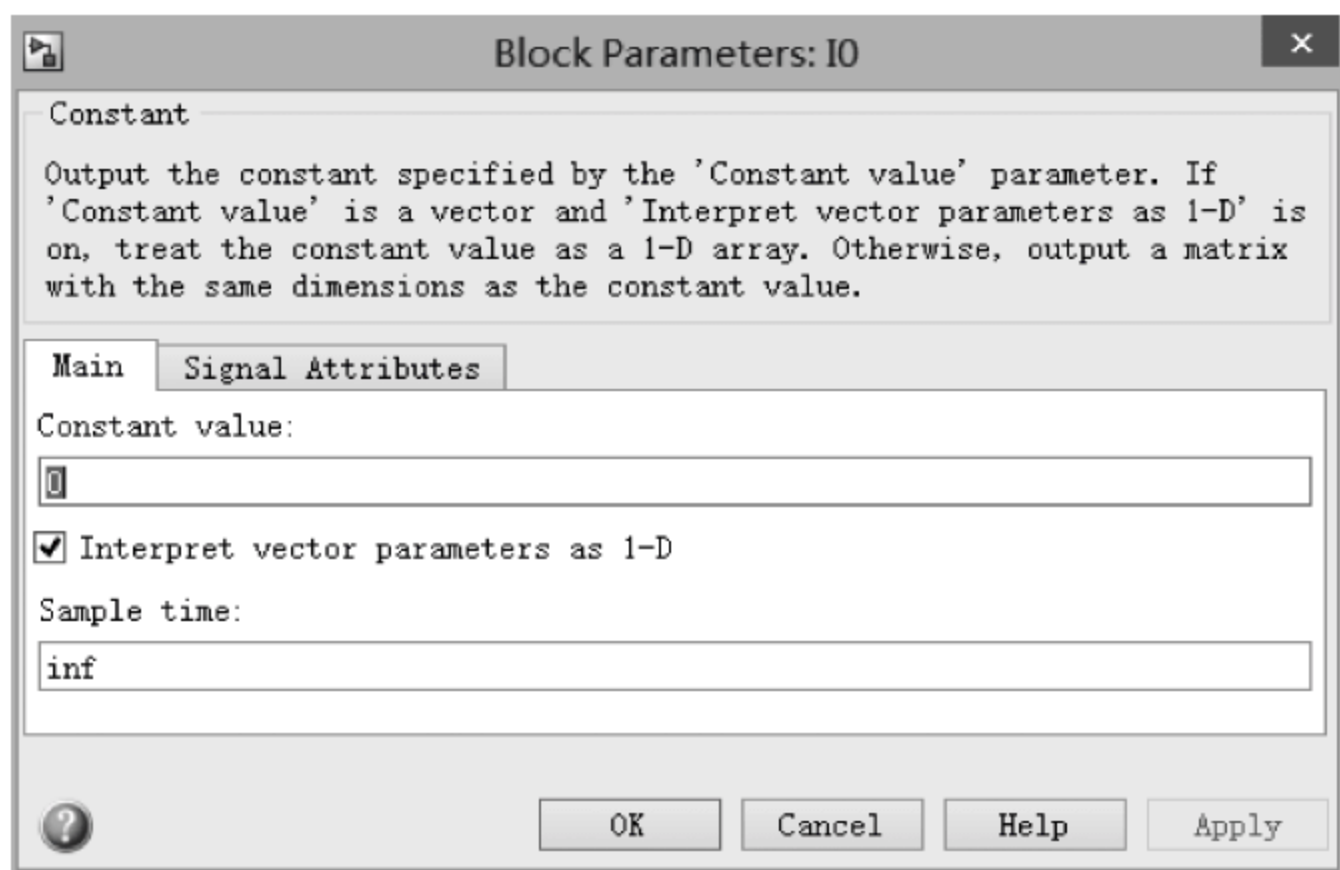 Block Parameters: I0
Constant
Output the constant specified by the 'Constant value' parameter. If
'Constant value' is a vector and 'Interpret vector parameters as 1-D' is
on, treat the constant value as a 1-D array. Otherwise, output a matrix
with the same dimensions as the constant value.
Main Signal Attributes
Constant value:
0
Interpret vector parameters as 1-D
Sample time:
inf
OK Cancel Help Apply